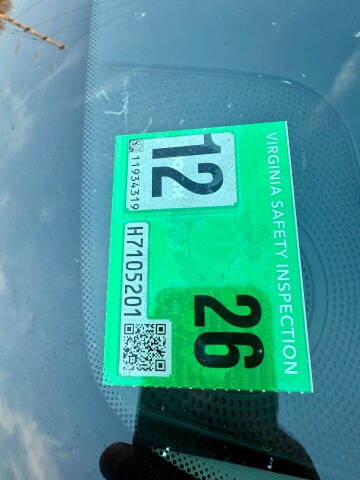 VIRGINIA SAFETY INSPECTION
12
26
11934319
H7105201